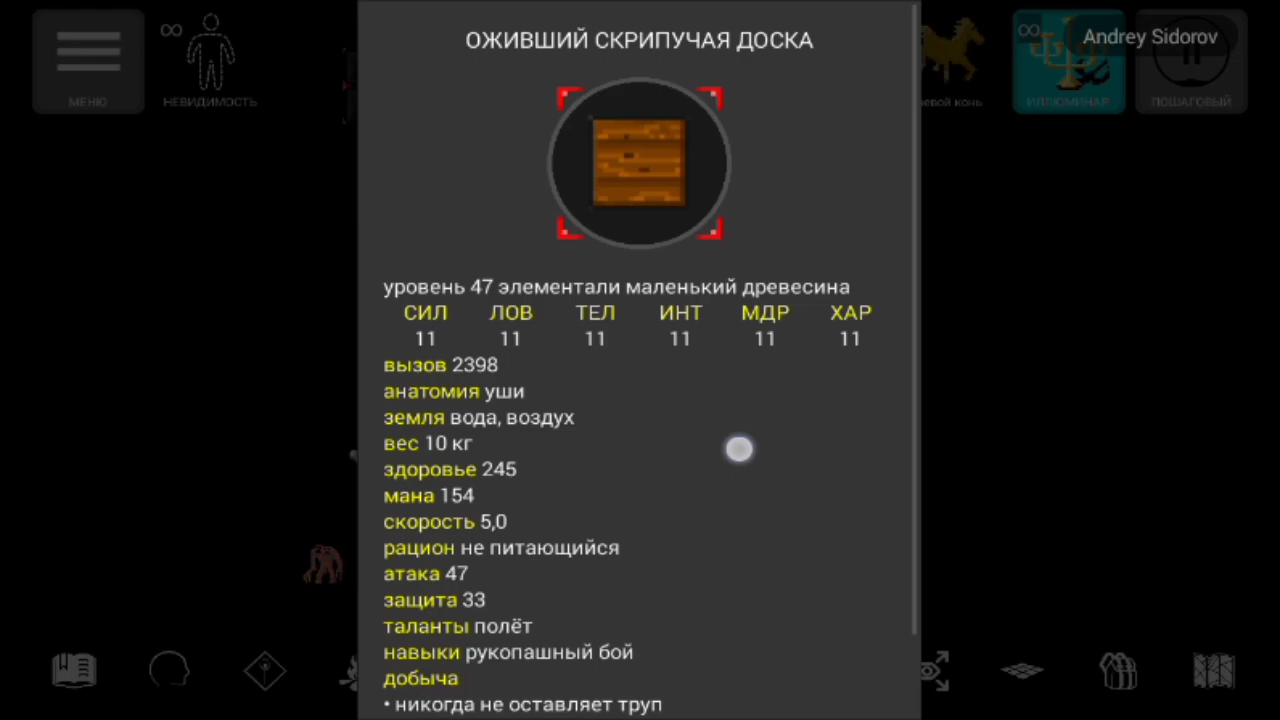 ОЖИВШИЙ СКРИПУЧАЯ ДОСКА
Andrey Sidorov
МЕНЮ
НЕВИДИМОСТЬ
конь
ИЛЛЮМИНАР
ПОШАГОВЫЙ
уровень 47 элементали маленький древесина
СИЛ ЛОВ ТЕЛ ИНТ МДР ХАР
11 11 11 11 11 11
вызов 2398
анатомия уши
земля вода, воздух
вес 10 кг
здоровье 245
мана 154
скорость 5,0
рацион не питающийся
атака 47
защита 33
таланты полёт
навыки рукопашный бой
добыча
• никогда не оставляет труп